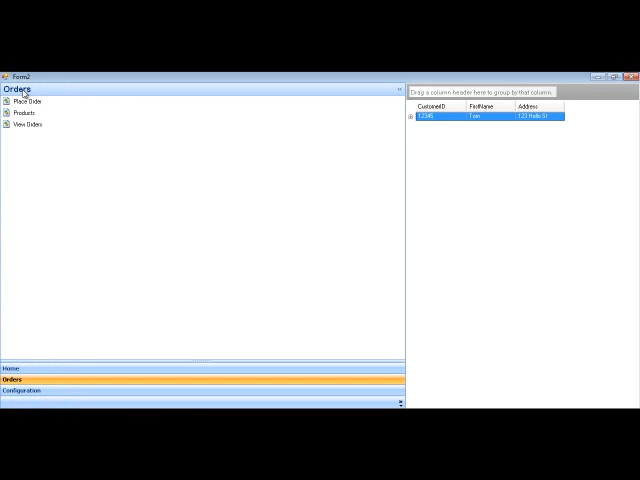 Form2
Orders
Place Order
Products
View Orders
Home
Orders
Configuration
Drag a column header here to group by that column.
CustomerID FirstName Address
12345 Tom 123 Hello St